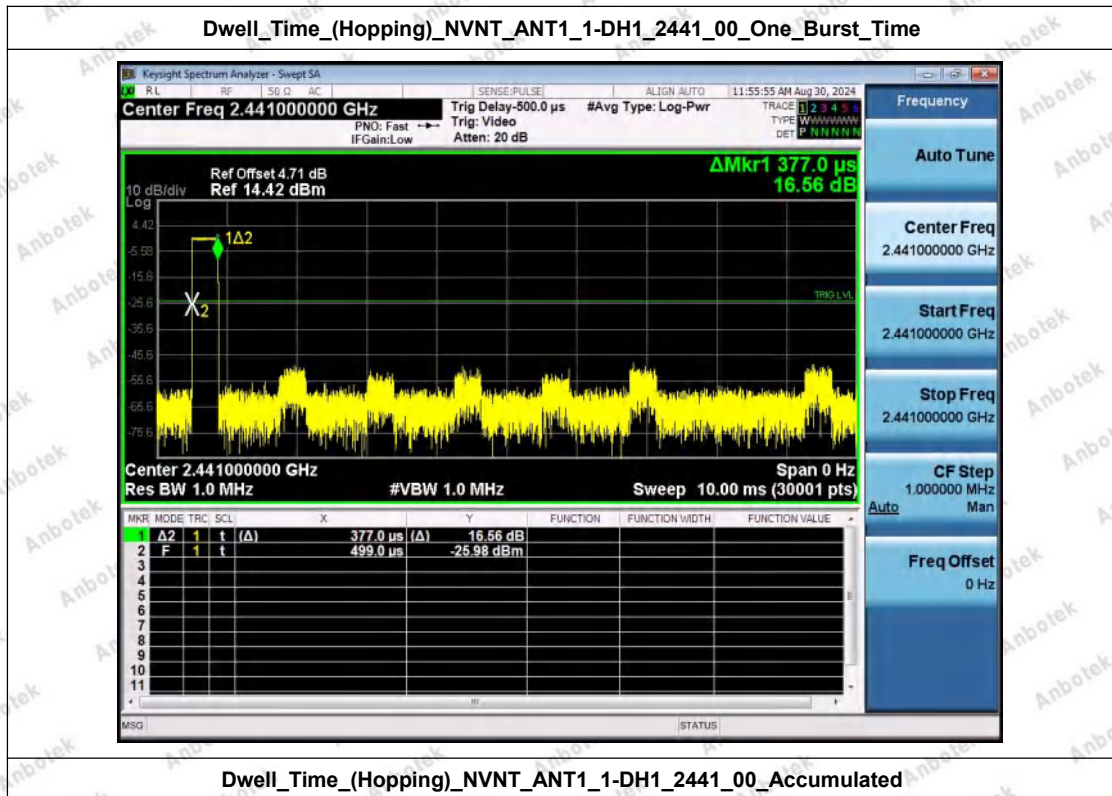 Dwell_Time_(Hopping)_NVNT_ANT1_1-DH1_2441_00_One_Burst_Time
Keysight Spectrum Analyzer - Swept SA
RL RF 50 Ω AC SENSE:PULSE ALIGN AUTO 11:55:55 AM Aug 30, 2024
Center Freq 2.441000000 GHz
PNO: Fast
IFGain:Low
Trig Delay-500.0 µs
Trig: Video
Atten: 20 dB
#Avg Type: Log-Pwr
TRACE 1 2 3 4 5 6
TYPE W
DET P N N N N N
ΔMkr1 377.0 µs
16.56 dB
Ref Offset 4.71 dB
10 dB/div Ref 14.42 dBm
Log
4.42
-5.58
-15.6
-25.6
-35.6
-45.6
-55.6
-65.6
-75.6
1Δ2
X2
TRIG LVL
Center 2.441000000 GHz Span 0 Hz
Res BW 1.0 MHz #VBW 1.0 MHz Sweep 10.00 ms (30001 pts)
MKR MODE TRC SCL X Y FUNCTION FUNCTION WIDTH FUNCTION VALUE
1 Δ2 1 t (Δ) 377.0 µs (Δ) 16.56 dB
2 F 1 t 499.0 µs -25.98 dBm
3
4
5
6
7
8
9
10
11
MSG STATUS
Frequency
Auto Tune
Center Freq
2.441000000 GHz
Start Freq
2.441000000 GHz
Stop Freq
2.441000000 GHz
CF Step
1.000000 MHz
Auto Man
Freq Offset
0 Hz
Dwell_Time_(Hopping)_NVNT_ANT1_1-DH1_2441_00_Accumulated
Anbotek